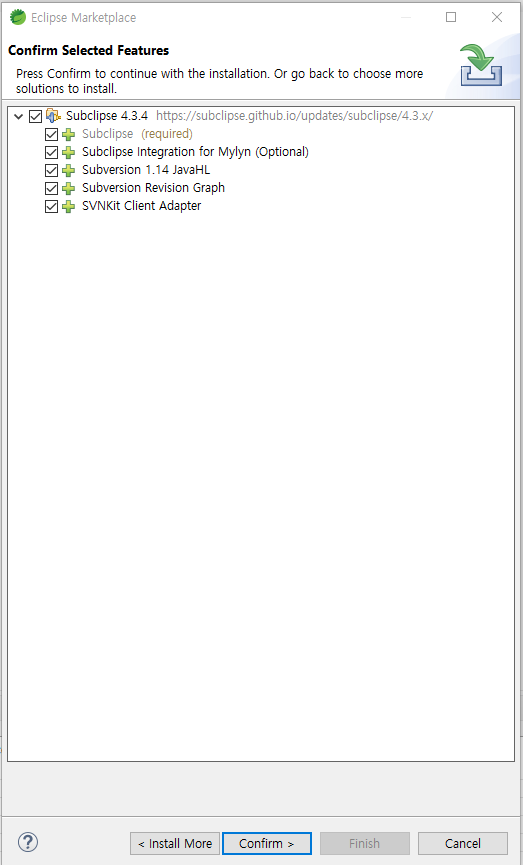 Eclipse Marketplace
Confirm Selected Features
Press Confirm to continue with the installation. Or go back to choose more
solutions to install.
Subclipse 4.3.4 https://subclipse.github.io/updates/subclipse/4.3.x/
Subclipse (required)
Subclipse Integration for Mylyn (Optional)
Subversion 1.14 JavaHL
Subversion Revision Graph
SVNKit Client Adapter
?
< Install More
Confirm >
Finish
Cancel